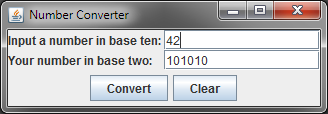 Number Converter
Input a number in base ten: 42
Your number in base two: 101010
Convert Clear